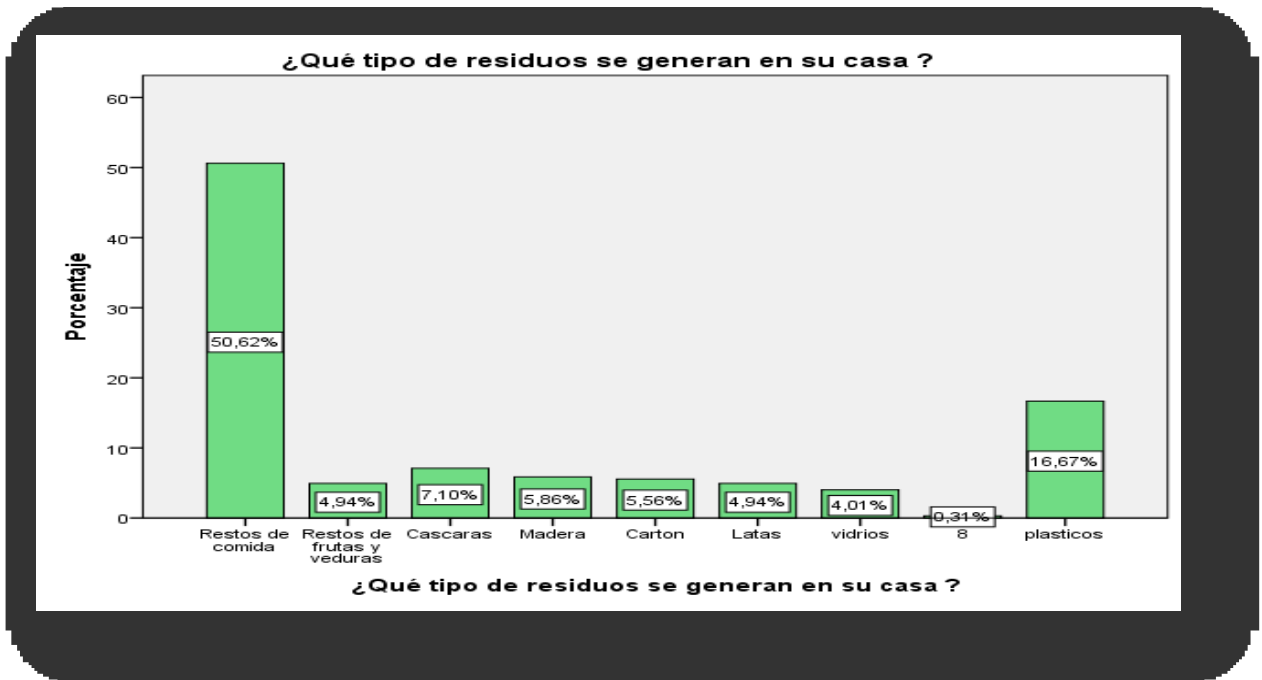 ¿Qué tipo de residuos se generan en su casa ?
Porcentaje
60
50
40
30
20
10
0
50,62%
4,94%
7,10%
5,86%
5,56%
4,94%
4,01%
0,31%
16,67%
Restos de
comida
Restos de
frutas y
veduras
Cascaras
Madera
Carton
Latas
vidrios
8
plasticos
¿Qué tipo de residuos se generan en su casa ?